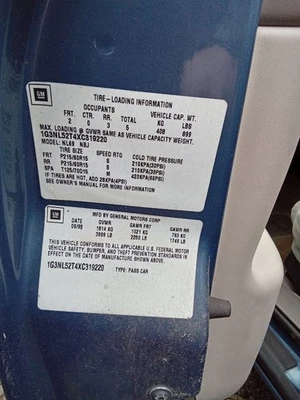 GM
TIRE-LOADING INFORMATION
OCCUPANTS VEHICLE CAP. WT.
FRT. CTR. RR. TOTAL KG LBS
2 0 3 5 408 899
MAX. LOADING @ GVWR SAME AS VEHICLE CAPACITY WEIGHT.
1G3NL52T4XC319220
MODEL: NL69 NBJ
TIRE SIZE SPEED RTG COLD TIRE PRESSURE
FRT P215/60R15 S 210KPA(30PSI)
RR P215/60R15 S 210KPA(30PSI)
SPA T125/70D15 M 420KPA(60PSI)
IF TIRES ARE HOT, ADD 28KPA(4PSI)
SEE OWNER'S MANUAL FOR MORE INFORMATION
GM
MFD BY GENERAL MOTORS CORP
DATE GVWR GAWR FRT GAWR RR
09/98 1814 KG 1021 KG 793 KG
3999 LB 2250 LB 1749 LB
THIS VEHICLE CONFORMS TO ALL APPLICABLE U.S. FEDERAL MOTOR
VEHICLE SAFETY, BUMPER, AND THEFT PREVENTION STANDARDS IN
EFFECT ON THE DATE OF MANUFACTURE SHOWN ABOVE.
1G3NL52T4XC319220 TYPE: PASS CAR